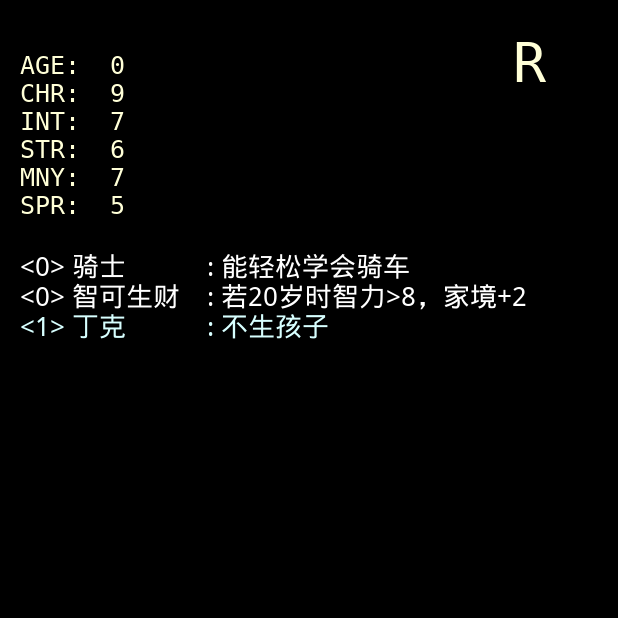 R
AGE: 0
CHR: 9
INT: 7
STR: 6
MNY: 7
SPR: 5
<0> 骑士 : 能轻松学会骑车
<0> 智可生财 : 若20岁时智力>8，家境+2
<1> 丁克 : 不生孩子